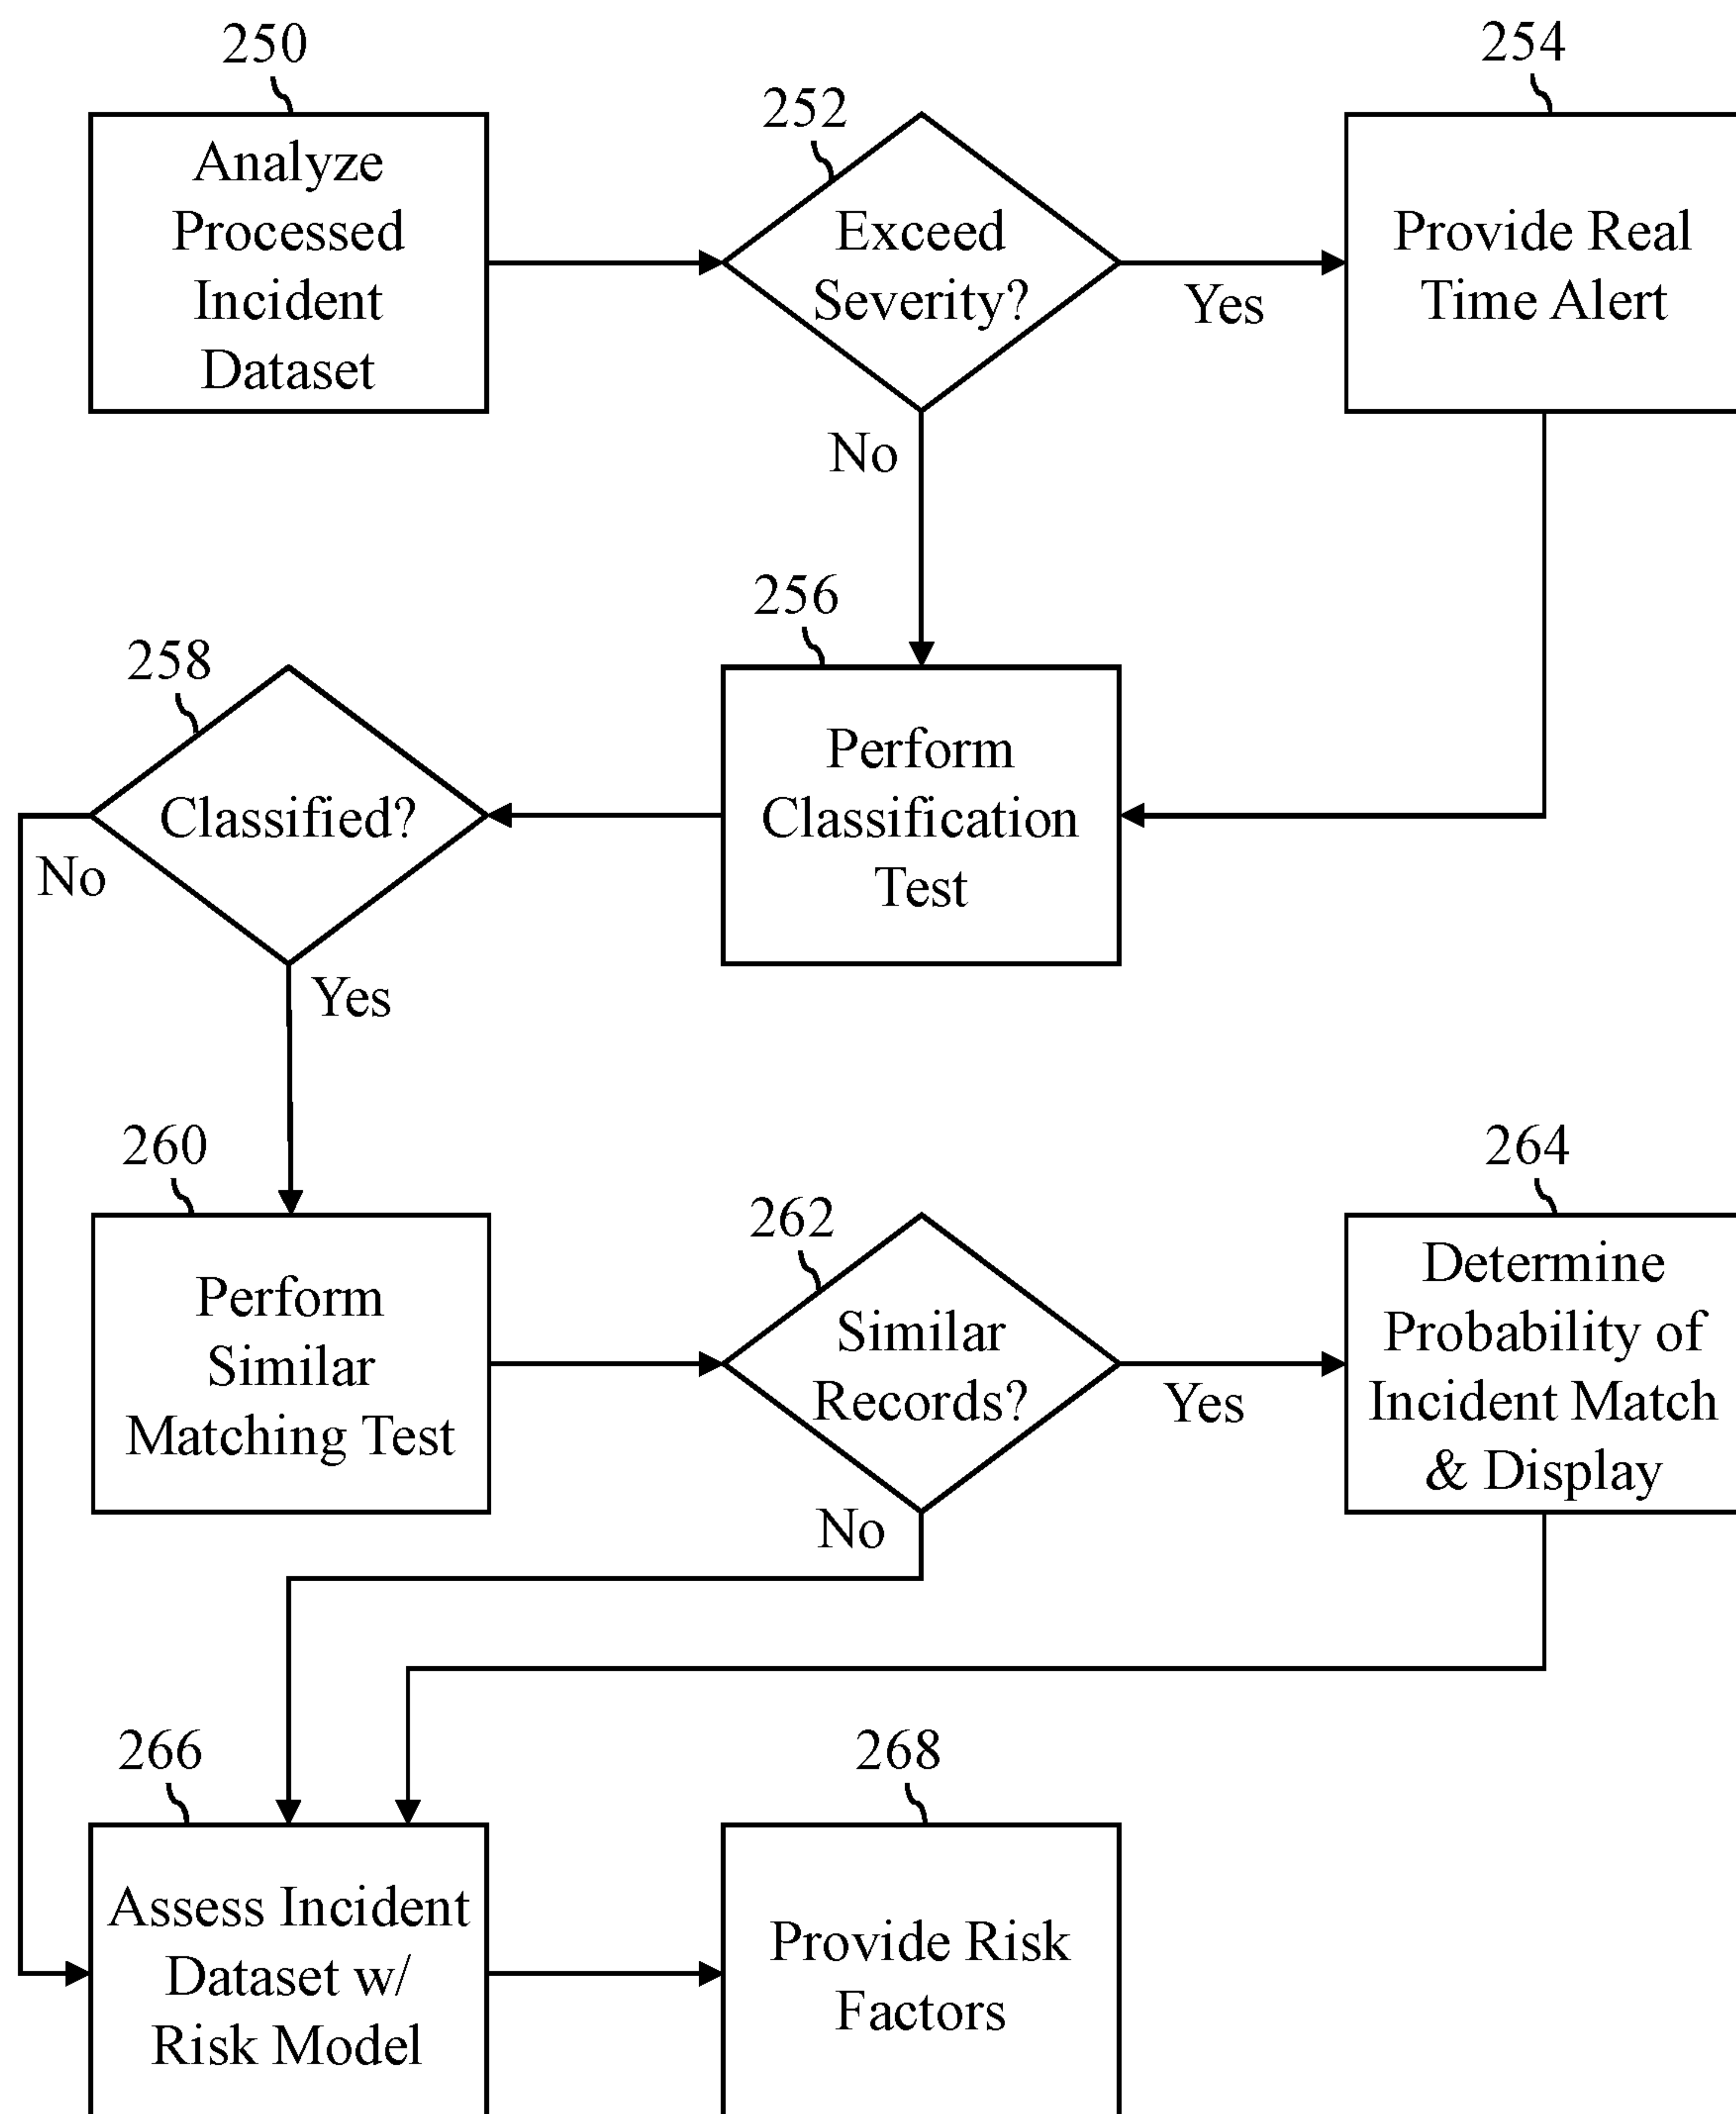 250
Analyze
Processed
Incident
Dataset
252
Exceed
Severity?
Yes
No
254
Provide Real
Time Alert
256
Perform
Classification
Test
258
Classified?
No
Yes
260
Perform
Similar
Matching Test
262
Similar
Records?
Yes
No
264
Determine
Probability of
Incident Match
& Display
266
Assess Incident
Dataset w/
Risk Model
268
Provide Risk
Factors